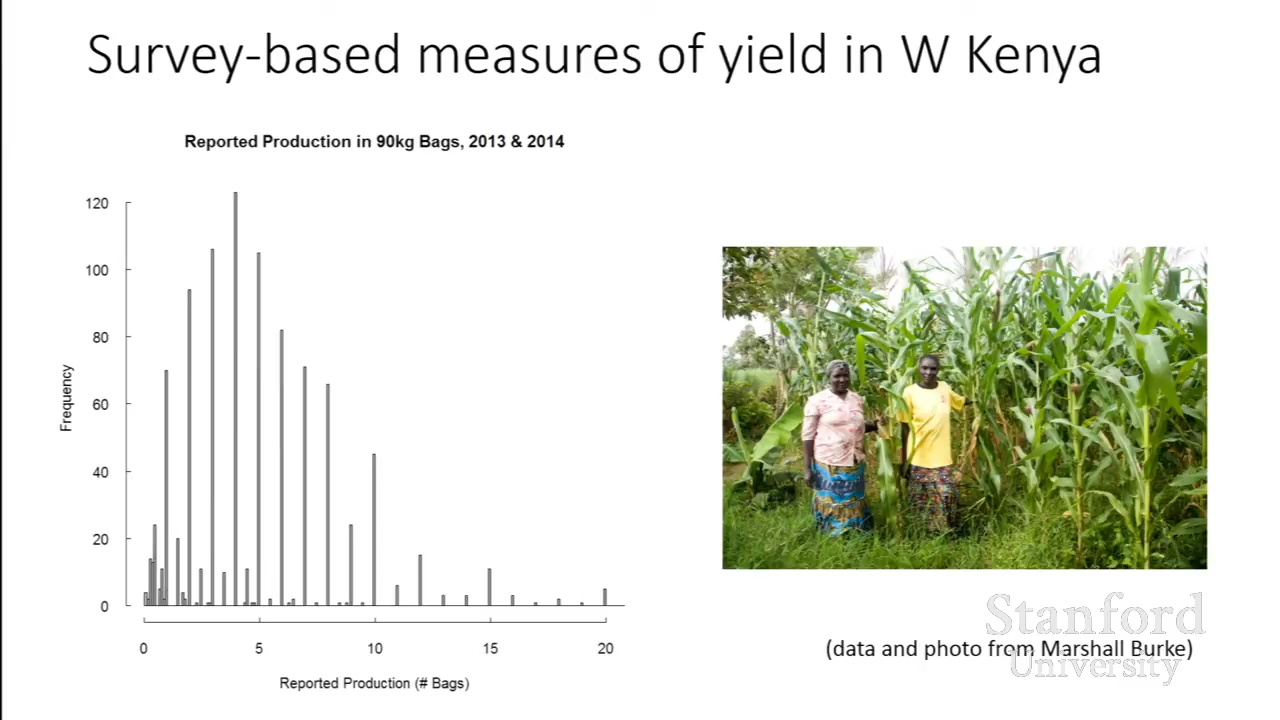 Survey-based measures of yield in W Kenya
Reported Production in 90kg Bags, 2013 & 2014
120
100
80
60
40
20
0
Frequency
0 5 10 15 20
Reported Production (# Bags)
(data and photo from Marshall Burke)
Stanford
University